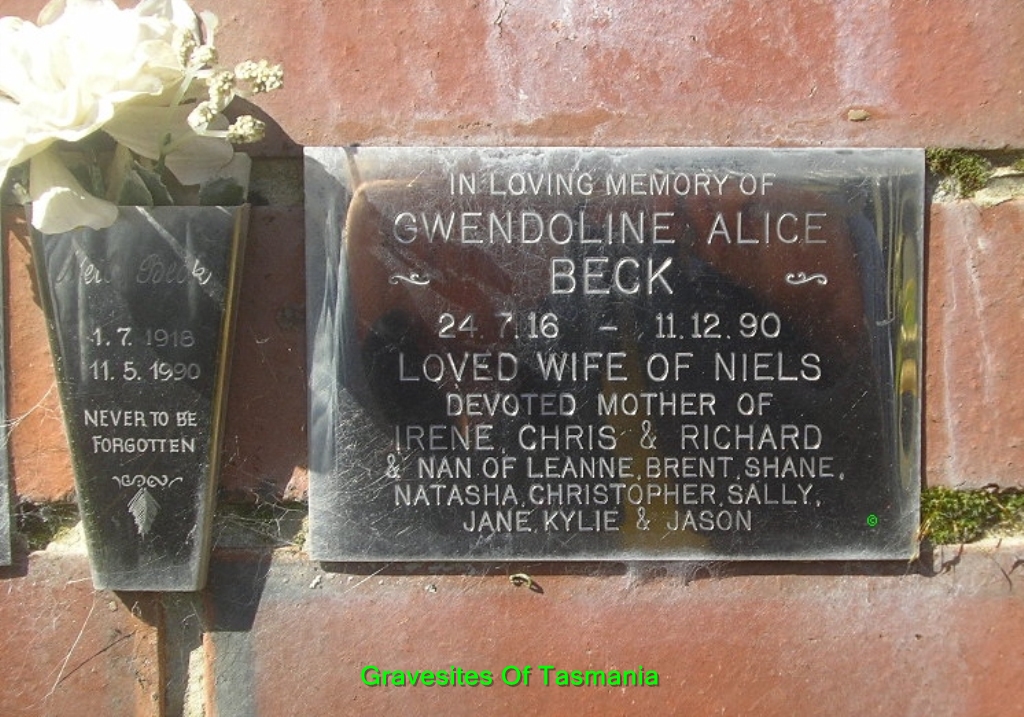 Neils Beck
1.7.1918
11.5.1990
NEVER TO BE
FORGOTTEN
IN LOVING MEMORY OF
GWENDOLINE ALICE
BECK
24.7.16 - 11.12.90
LOVED WIFE OF NIELS
DEVOTED MOTHER OF
IRENE, CHRIS & RICHARD
& NAN OF LEANNE, BRENT, SHANE,
NATASHA, CHRISTOPHER, SALLY,
JANE, KYLIE & JASON
©
Gravesites Of Tasmania